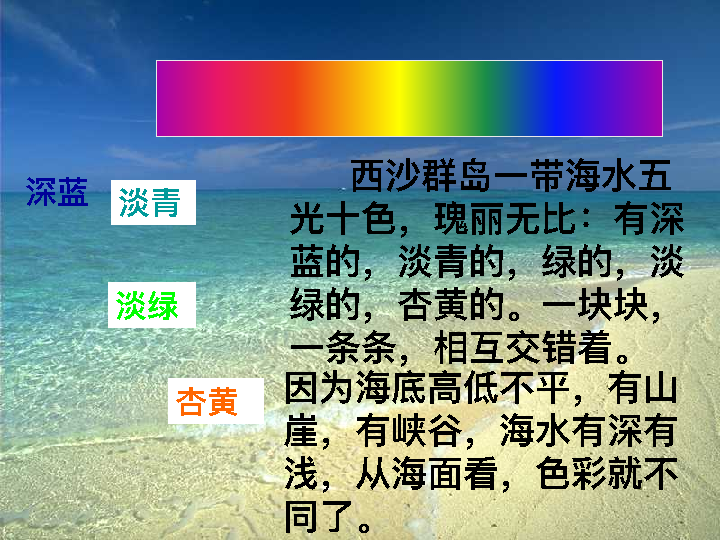 西沙群岛一带海水五
光十色，瑰丽无比：有深
蓝的，淡青的，绿的，淡
绿的，杏黄的。一块块，
一条条，相互交错着。
因为海底高低不平，有山
崖，有峡谷，海水有深有
浅，从海面看，色彩就不
同了。
深蓝
淡青
淡绿
杏黄